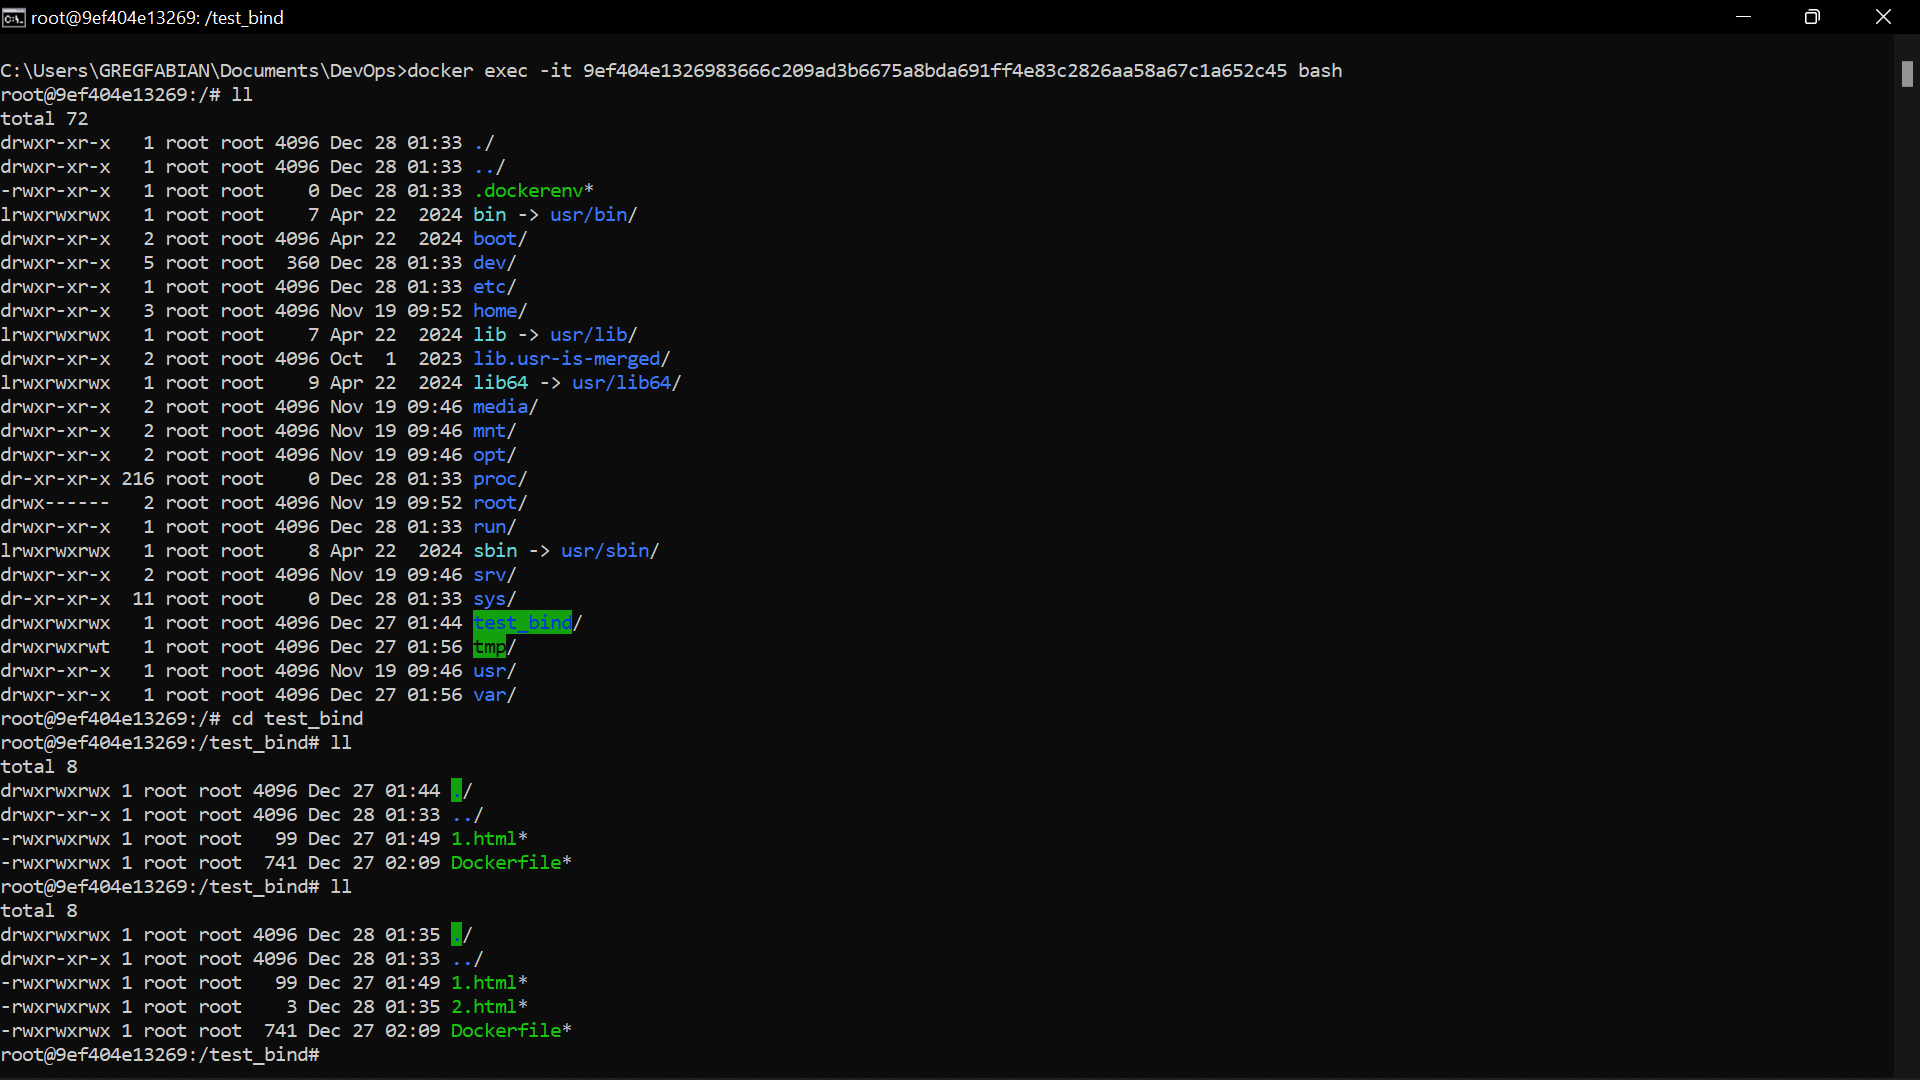 root@9ef404e13269: /test_bind
C:\Users\GREGFABIAN\Documents\DevOps>docker exec -it 9ef404e1326983666c209ad3b6675a8bda691ff4e83c2826aa58a67c1a652c45 bash
root@9ef404e13269:/# ll
total 72
drwxr-xr-x   1 root root 4096 Dec 28 01:33 ./
drwxr-xr-x   1 root root 4096 Dec 28 01:33 ../
-rwxr-xr-x   1 root root    0 Dec 28 01:33 .dockerenv*
lrwxrwxrwx   1 root root    7 Apr 22  2024 bin -> usr/bin/
drwxr-xr-x   2 root root 4096 Apr 22  2024 boot/
drwxr-xr-x   5 root root  360 Dec 28 01:33 dev/
drwxr-xr-x   1 root root 4096 Dec 28 01:33 etc/
drwxr-xr-x   3 root root 4096 Nov 19 09:52 home/
lrwxrwxrwx   1 root root    7 Apr 22  2024 lib -> usr/lib/
drwxr-xr-x   2 root root 4096 Oct  1  2023 lib.usr-is-merged/
lrwxrwxrwx   1 root root    9 Apr 22  2024 lib64 -> usr/lib64/
drwxr-xr-x   2 root root 4096 Nov 19 09:46 media/
drwxr-xr-x   2 root root 4096 Nov 19 09:46 mnt/
drwxr-xr-x   2 root root 4096 Nov 19 09:46 opt/
dr-xr-xr-x 216 root root    0 Dec 28 01:33 proc/
drwx------   2 root root 4096 Nov 19 09:52 root/
drwxr-xr-x   1 root root 4096 Dec 28 01:33 run/
lrwxrwxrwx   1 root root    8 Apr 22  2024 sbin -> usr/sbin/
drwxr-xr-x   2 root root 4096 Nov 19 09:46 srv/
dr-xr-xr-x  11 root root    0 Dec 28 01:33 sys/
drwxrwxrwx   1 root root 4096 Dec 27 01:44 test_bind/
drwxrwxrwt   1 root root 4096 Dec 27 01:56 tmp/
drwxr-xr-x   1 root root 4096 Nov 19 09:46 usr/
drwxr-xr-x   1 root root 4096 Dec 27 01:56 var/
root@9ef404e13269:/# cd test_bind
root@9ef404e13269:/test_bind# ll
total 8
drwxrwxrwx 1 root root 4096 Dec 27 01:44 ./
drwxr-xr-x 1 root root 4096 Dec 28 01:33 ../
-rwxrwxrwx 1 root root   99 Dec 27 01:49 1.html*
-rwxrwxrwx 1 root root  741 Dec 27 02:09 Dockerfile*
root@9ef404e13269:/test_bind# ll
total 8
drwxrwxrwx 1 root root 4096 Dec 28 01:35 ./
drwxr-xr-x 1 root root 4096 Dec 28 01:33 ../
-rwxrwxrwx 1 root root   99 Dec 27 01:49 1.html*
-rwxrwxrwx 1 root root    3 Dec 28 01:35 2.html*
-rwxrwxrwx 1 root root  741 Dec 27 02:09 Dockerfile*
root@9ef404e13269:/test_bind#